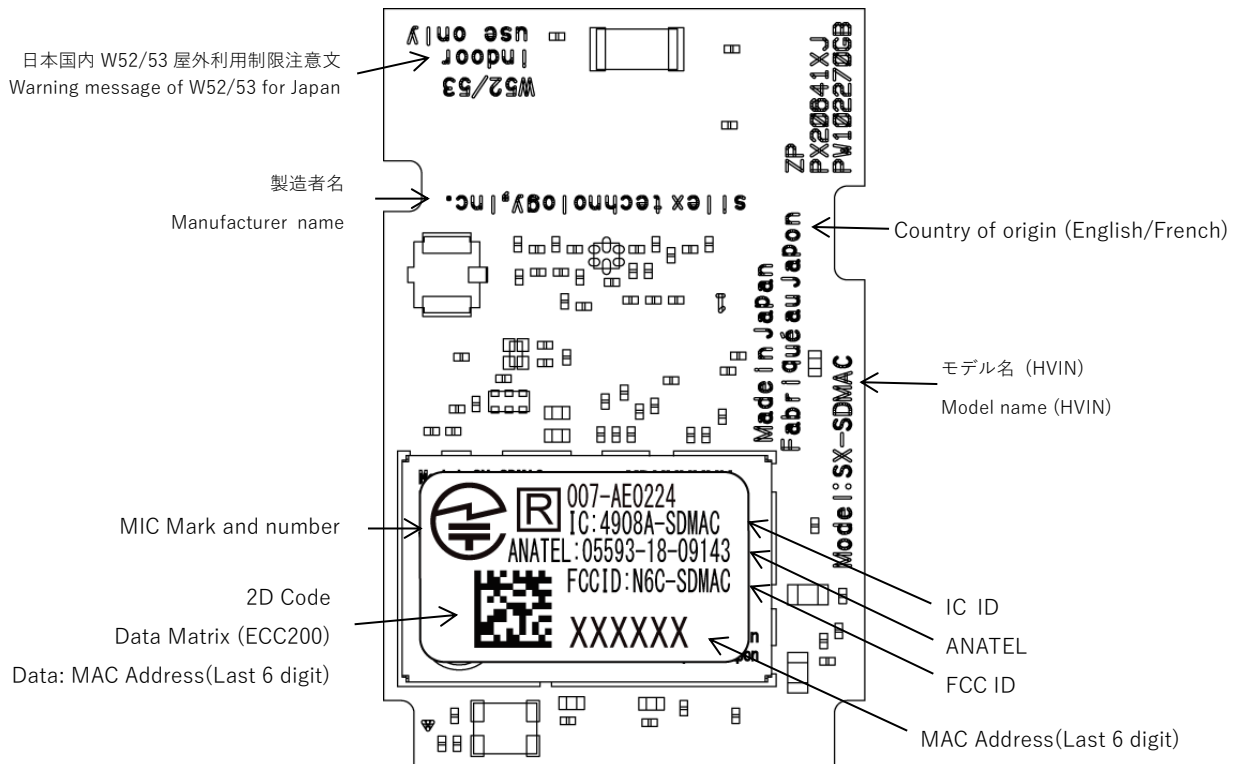 日本国内 W52/53 屋外利用制限注意文
Warning message of W52/53 for Japan
W52/53
indoor
use only
ZP
PX20641XJ
PW102270GB
製造者名
Manufacturer name
silex technology, Inc.
Country of origin (English/French)
Made in Japan
Fabriqué au Japon
モデル名 (HVIN)
Model name (HVIN)
Model:SX-SDMAC
MIC Mark and number
R
007-AE0224
IC:4908A-SDMAC
ANATEL:05593-18-09143
FCCID:N6C-SDMAC
XXXXXX
2D Code
Data Matrix (ECC200)
Data: MAC Address(Last 6 digit)
IC ID
ANATEL
FCC ID
MAC Address(Last 6 digit)